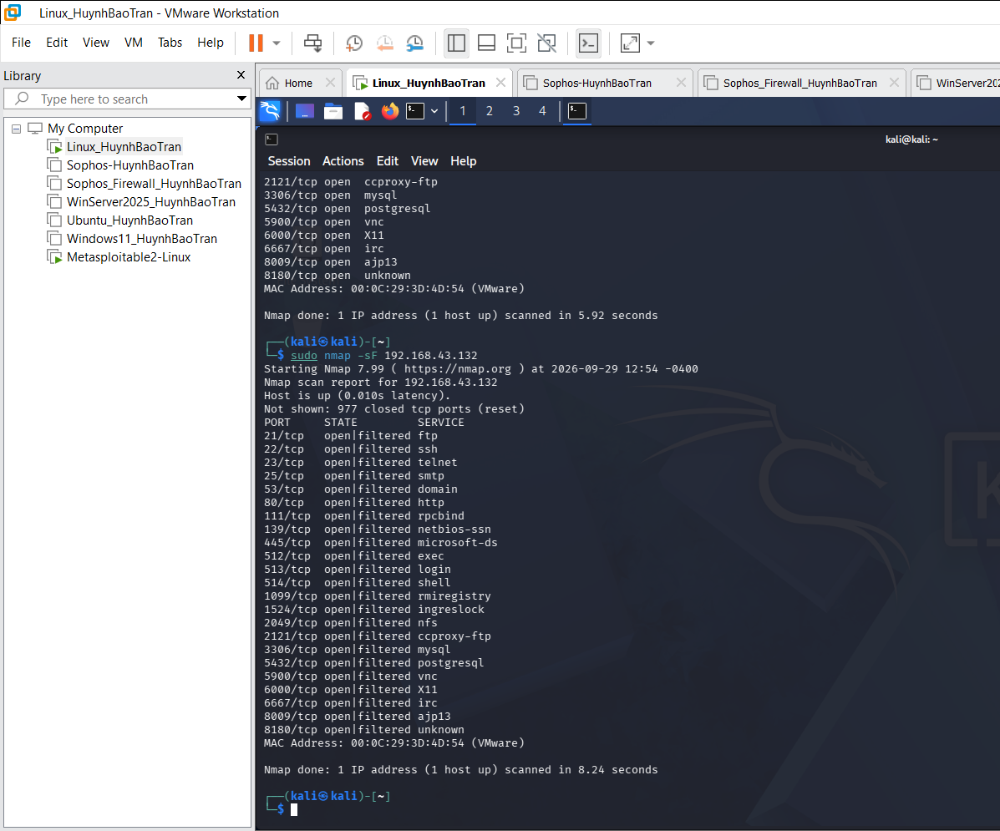 Linux_HuynhBaoTran - VMware Workstation
File Edit View VM Tabs Help
Library
Type here to search
My Computer
Linux_HuynhBaoTran
Sophos-HuynhBaoTran
Sophos_Firewall_HuynhBaoTran
WinServer2025_HuynhBaoTran
Ubuntu_HuynhBaoTran
Windows11_HuynhBaoTran
Metasploitable2-Linux
Home Linux_HuynhBaoTran Sophos-HuynhBaoTran Sophos_Firewall_HuynhBaoTran WinServer202
1 2 3 4
kali@kali: ~
Session Actions Edit View Help
2121/tcp open  ccproxy-ftp
3306/tcp open  mysql
5432/tcp open  postgresql
5900/tcp open  vnc
6000/tcp open  X11
6667/tcp open  irc
8009/tcp open  ajp13
8180/tcp open  unknown
MAC Address: 00:0C:29:3D:4D:54 (VMware)
Nmap done: 1 IP address (1 host up) scanned in 5.92 seconds
┌──(kali㉿kali)-[~]
└─$ sudo nmap -sF 192.168.43.132
Starting Nmap 7.99 ( https://nmap.org ) at 2026-09-29 12:54 -0400
Nmap scan report for 192.168.43.132
Host is up (0.010s latency).
Not shown: 977 closed tcp ports (reset)
PORT     STATE         SERVICE
21/tcp   open|filtered ftp
22/tcp   open|filtered ssh
23/tcp   open|filtered telnet
25/tcp   open|filtered smtp
53/tcp   open|filtered domain
80/tcp   open|filtered http
111/tcp  open|filtered rpcbind
139/tcp  open|filtered netbios-ssn
445/tcp  open|filtered microsoft-ds
512/tcp  open|filtered exec
513/tcp  open|filtered login
514/tcp  open|filtered shell
1099/tcp open|filtered rmiregistry
1524/tcp open|filtered ingreslock
2049/tcp open|filtered nfs
2121/tcp open|filtered ccproxy-ftp
3306/tcp open|filtered mysql
5432/tcp open|filtered postgresql
5900/tcp open|filtered vnc
6000/tcp open|filtered X11
6667/tcp open|filtered irc
8009/tcp open|filtered ajp13
8180/tcp open|filtered unknown
MAC Address: 00:0C:29:3D:4D:54 (VMware)
Nmap done: 1 IP address (1 host up) scanned in 8.24 seconds
┌──(kali㉿kali)-[~]
└─$